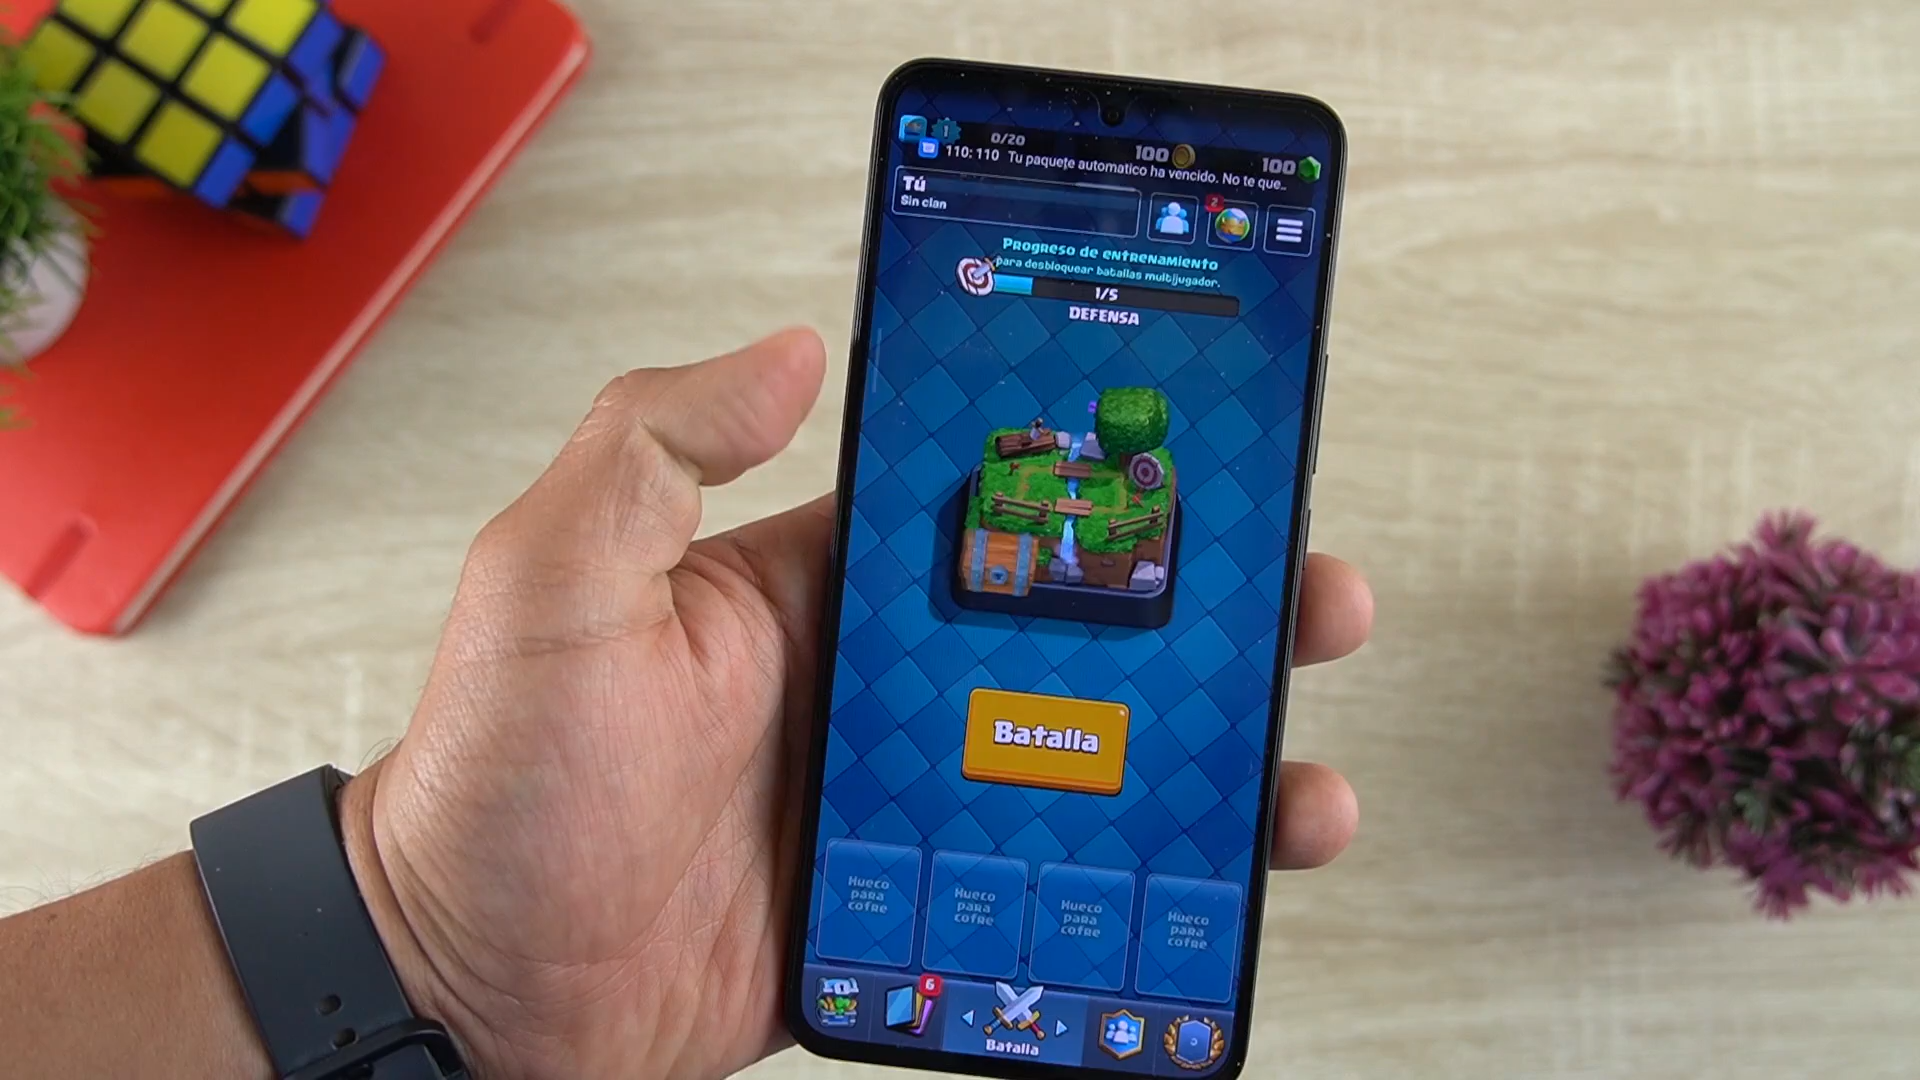 1
0/20
100
100
110: 110 Tu paquete automatico ha vencido. No te que..
Tú
Sin clan
2
Progreso de entrenamiento
para desbloquear batallas multijugador.
1/5
DEFENSA
Batalla
Hueco
para
cofre
Hueco
para
cofre
Hueco
para
cofre
Hueco
para
cofre
6
Batalla